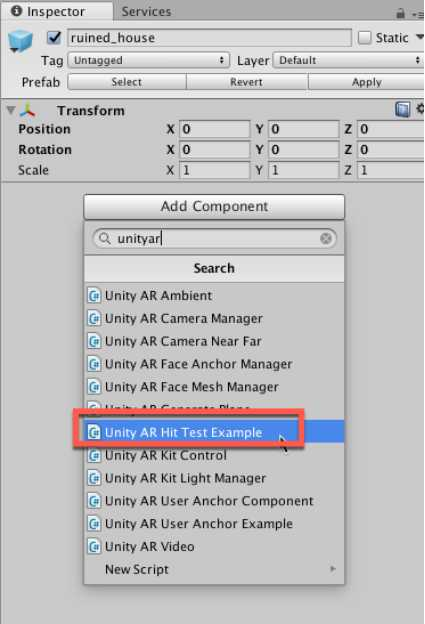 Inspector Services
ruined_house Static
Tag Untagged Layer Default
Prefab Select Revert Apply
Transform
Position X 0 Y 0 Z 0
Rotation X 0 Y 0 Z 0
Scale X 1 Y 1 Z 1
Add Component
unityar
Search
Unity AR Ambient
Unity AR Camera Manager
Unity AR Camera Near Far
Unity AR Face Anchor Manager
Unity AR Face Mesh Manager
Unity AR Generate Plane
Unity AR Hit Test Example
Unity AR Kit Control
Unity AR Kit Light Manager
Unity AR User Anchor Component
Unity AR User Anchor Example
Unity AR Video
New Script